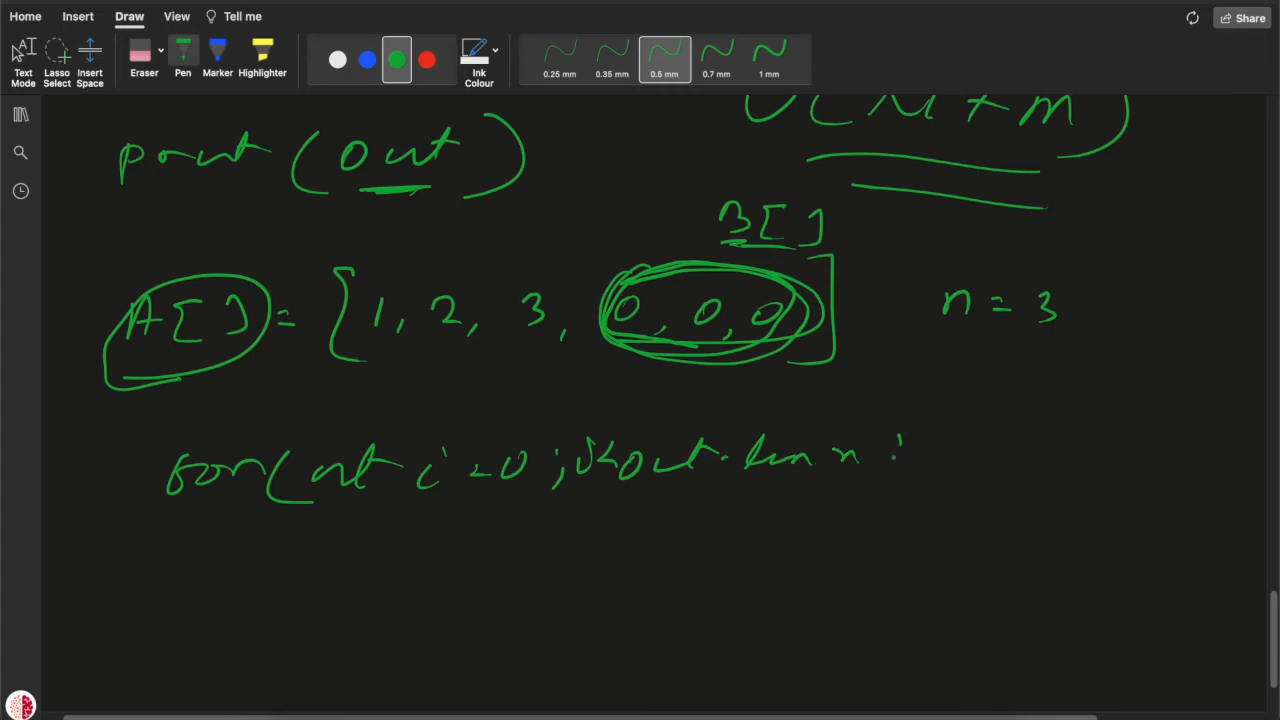 Home Insert Draw View Tell me Share
Text Mode Lasso Select Insert Space Eraser Pen Marker Highlighter Ink Colour 0.25 mm 0.35 mm 0.5 mm 0.7 mm 1 mm
O(N+m)
print(out)
B[]
A[] = [1, 2, 3, 0, 0, 0] n = 3
for(int i=0;i<out.len